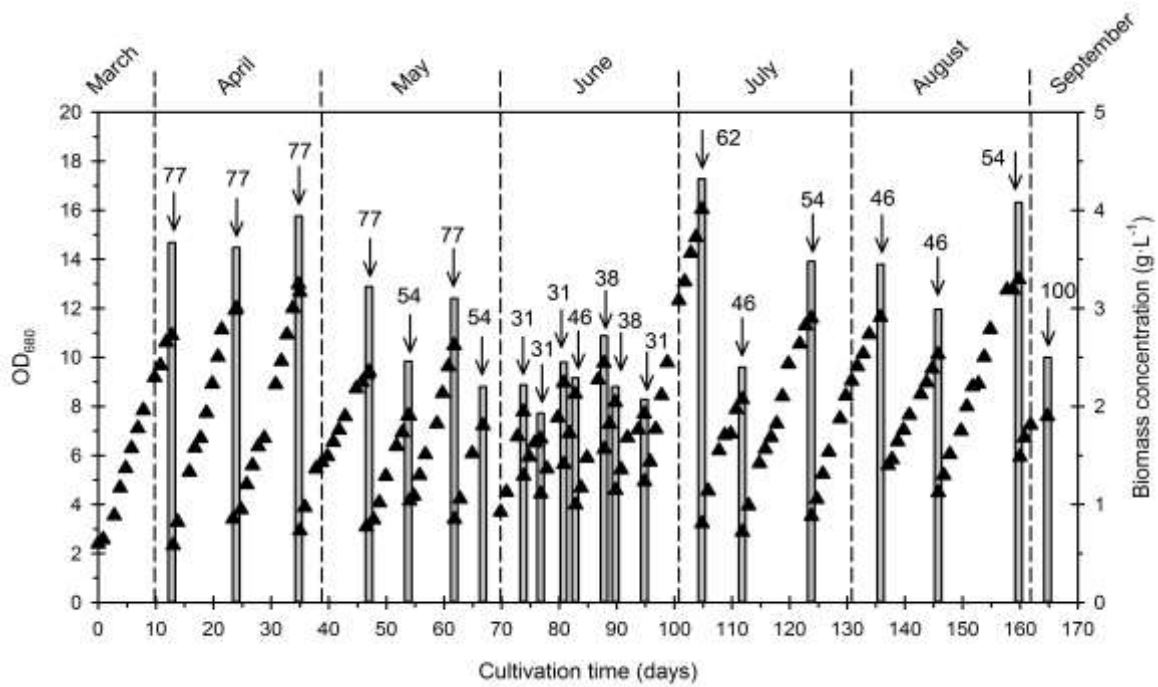 March April May June July August September
20 18 16 14 12 10 8 6 4 2 0
OD680
5 4 3 2 1 0
Biomass concentration (g·L⁻¹)
77 77 77 77 54 77 54 31 31 31 46 38 38 31 62 46 54 46 46 54 100
0 10 20 30 40 50 60 70 80 90 100 110 120 130 140 150 160 170
Cultivation time (days)